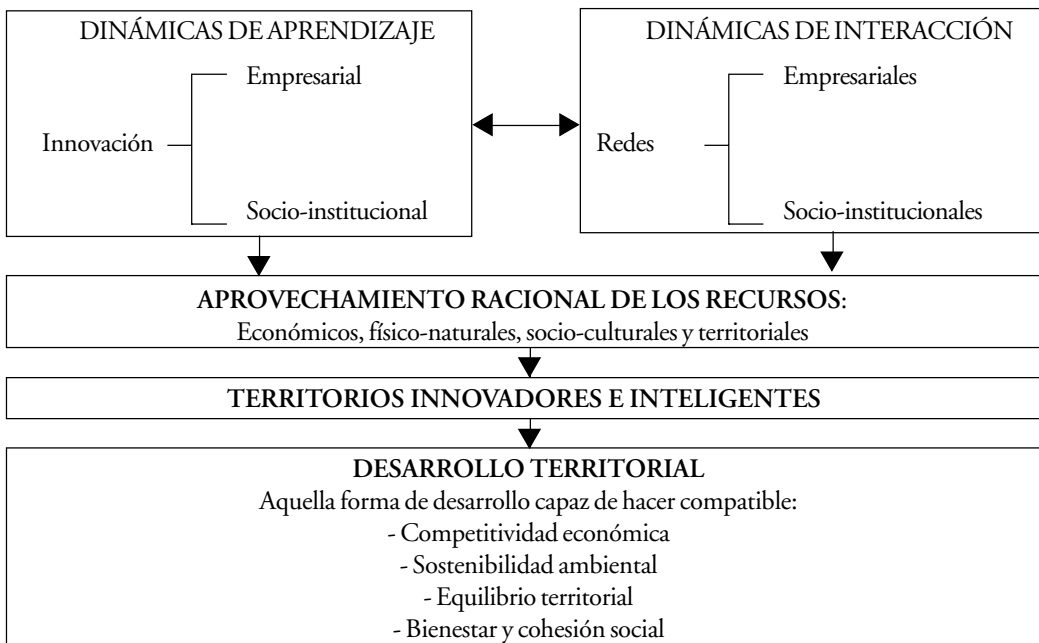 DINÁMICAS DE APRENDIZAJE
Empresarial
Innovación
Socio-institucional
DINÁMICAS DE INTERACCIÓN
Empresariales
Redes
Socio-institucionales
APROVECHAMIENTO RACIONAL DE LOS RECURSOS:
Económicos, físico-naturales, socio-culturales y territoriales
TERRITORIOS INNOVADORES E INTELIGENTES
DESARROLLO TERRITORIAL
Aquella forma de desarrollo capaz de hacer compatible:
- Competitividad económica
- Sostenibilidad ambiental
- Equilibrio territorial
- Bienestar y cohesión social